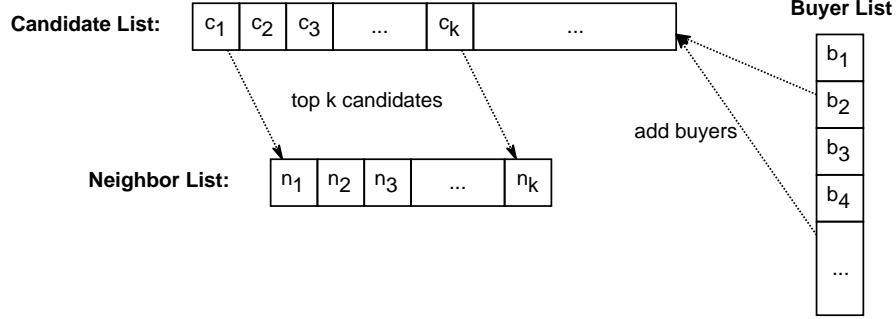 Buyer List
Candidate List: c1 c2 c3 ... ck ...
b1
top k candidates
b2
add buyers
b3
Neighbor List: n1 n2 n3 ... nk
b4
...